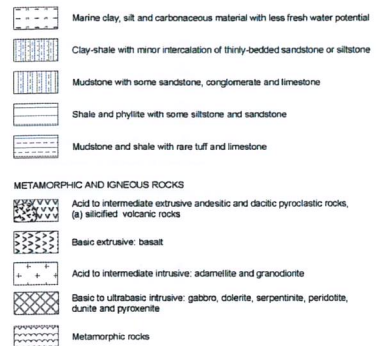 Marine clay, silt and carbonaceous material with less fresh water potential
Clay-shale with minor intercalation of thinly-bedded sandstone or siltstone
Mudstone with some sandstone, conglomerate and limestone
Shale and phyllite with some siltstone and sandstone
Mudstone and shale with rare tuff and limestone
METAMORPHIC AND IGNEOUS ROCKS
Acid to intermediate extrusive andesitic and dacitic pyroclastic rocks,
(a) silicified volcanic rocks
Basic extrusive: basalt
Acid to intermediate intrusive: adamellite and granodiorite
Basic to ultrabasic intrusive: gabbro, dolerite, serpentinite, peridotite,
dunite and pyroxenite
Metamorphic rocks